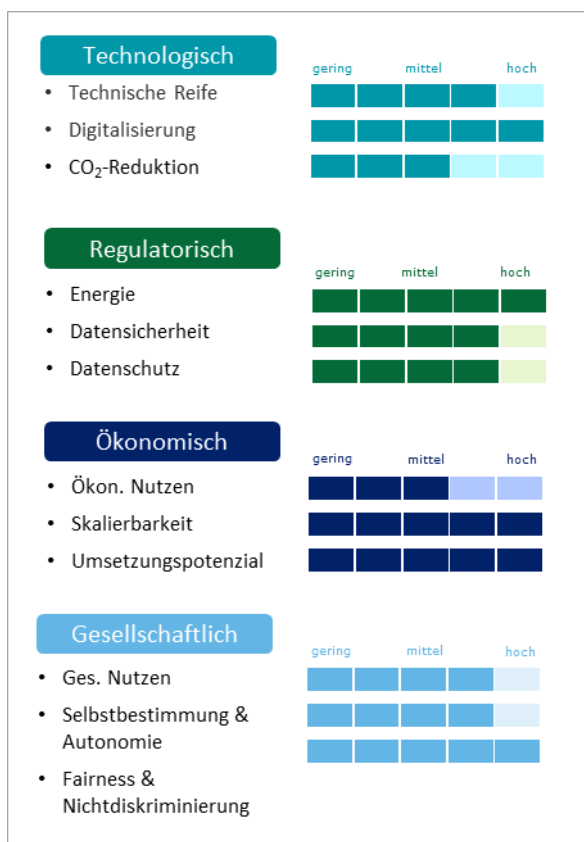 Technologisch
gering mittel hoch
• Technische Reife
• Digitalisierung
• CO₂-Reduktion
Regulatorisch
gering mittel hoch
• Energie
• Datensicherheit
• Datenschutz
Ökonomisch
gering mittel hoch
• Ökon. Nutzen
• Skalierbarkeit
• Umsetzungspotenzial
Gesellschaftlich
gering mittel hoch
• Ges. Nutzen
• Selbstbestimmung &
Autonomie
• Fairness &
Nichtdiskriminierung